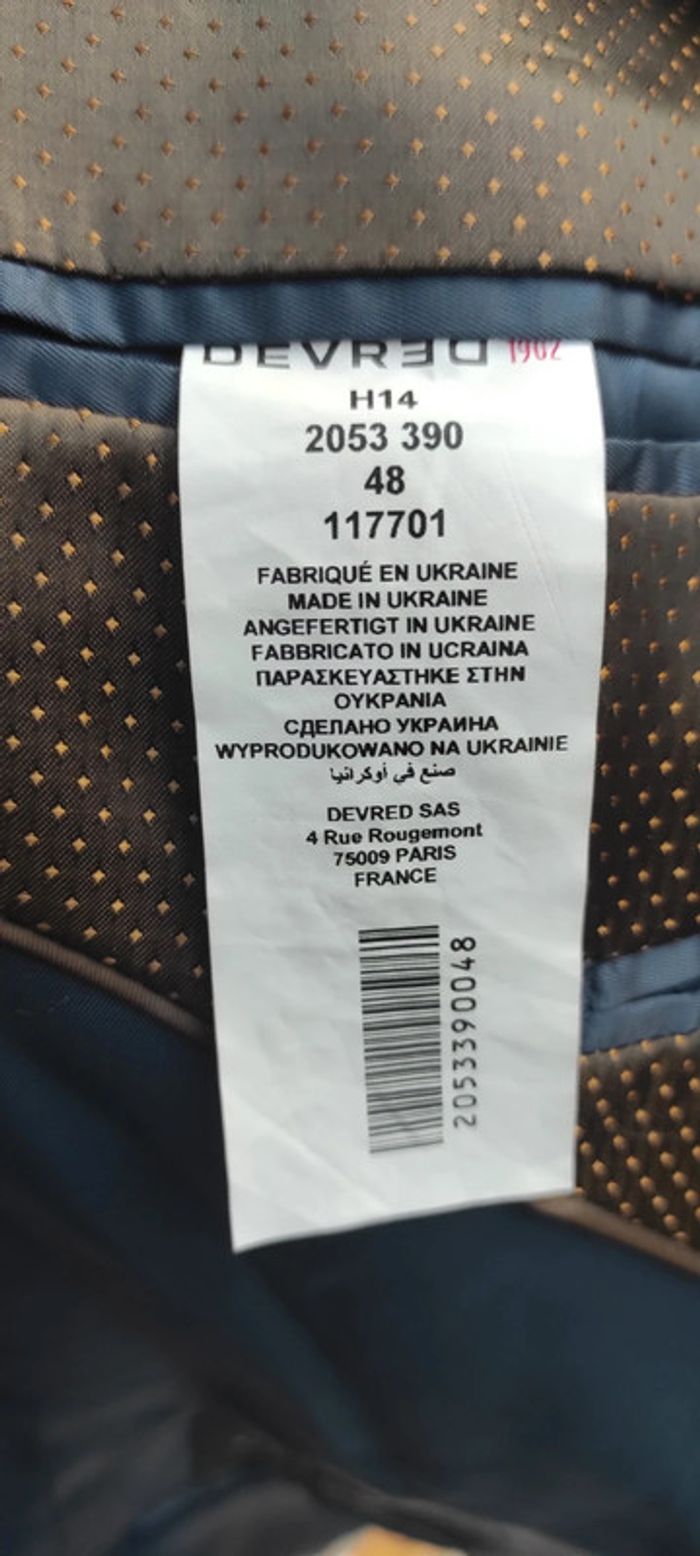 DEVRED 1902
H14
2053 390
48
117701
FABRIQUÉ EN UKRAINE
MADE IN UKRAINE
ANGEFERTIGT IN UKRAINE
FABBRICATO IN UCRAINA
ΠΑΡΑΣΚΕΥΑΣΤΗΚΕ ΣΤΗΝ
ΟΥΚΡΑΝΙΑ
СДЕЛАНО УКРАИНА
WYPRODUKOWANO NA UKRAINIE
صنع في أوكرانيا
DEVRED SAS
4 Rue Rougemont
75009 PARIS
FRANCE
2053390048